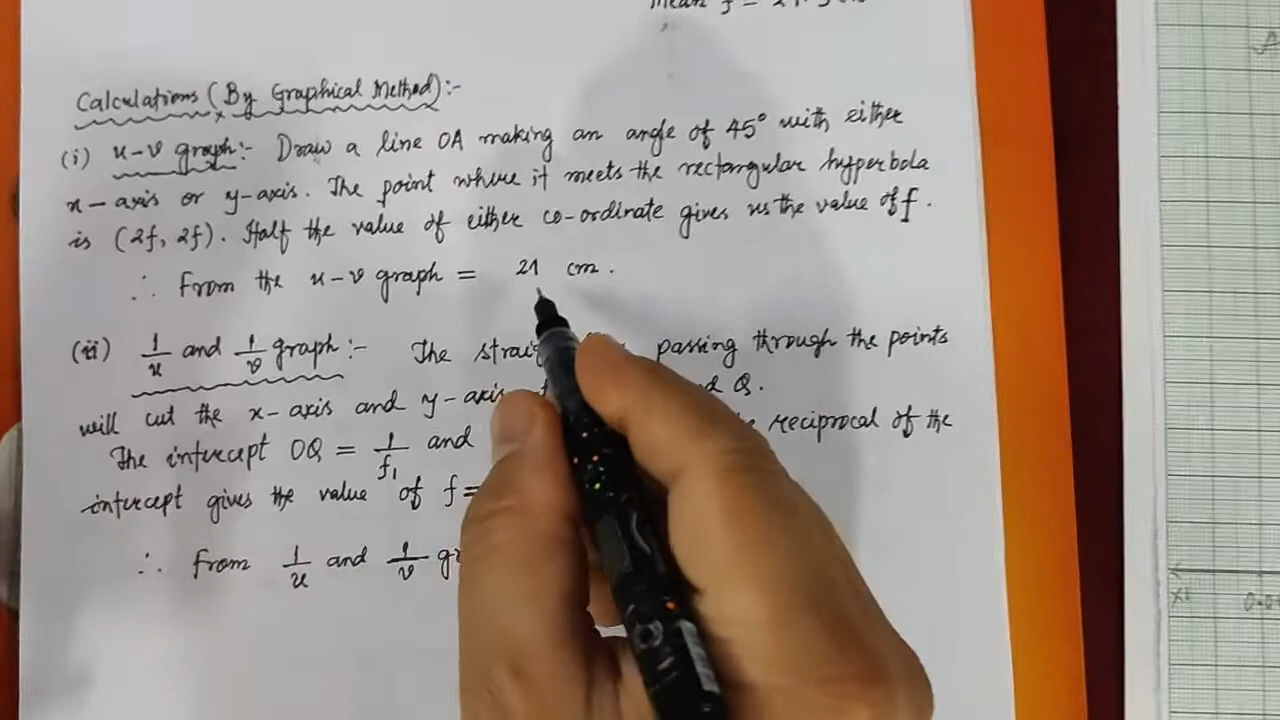 mean f =
Calculations (By Graphical Method):-
(i) u-v graph:- Draw a line OA making an angle of 45° with either
x-axis or y-axis. The point where it meets the rectangular hyperbola
is (2f, 2f). Half the value of either co-ordinate gives us the value of f.
∴ From the u-v graph = 21 cm.
(ii) 1/u and 1/v graph:- The passing through the points
will cut the x-axis and y-axis Q.
The intercept OQ = 1/f₁ and reciprocal of the
intercept gives the value of f=
∴ From 1/u and 1/v